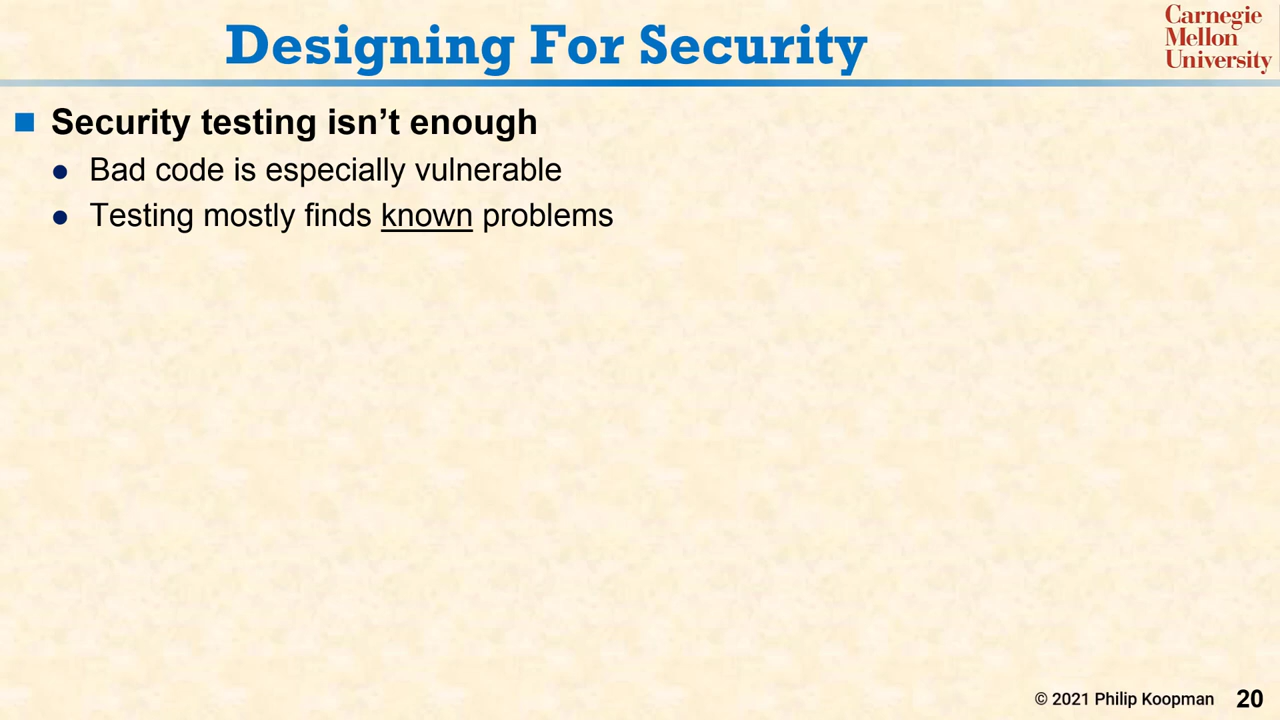 Designing For Security
Carnegie
Mellon
University
Security testing isn’t enough
Bad code is especially vulnerable
Testing mostly finds known problems
© 2021 Philip Koopman 20